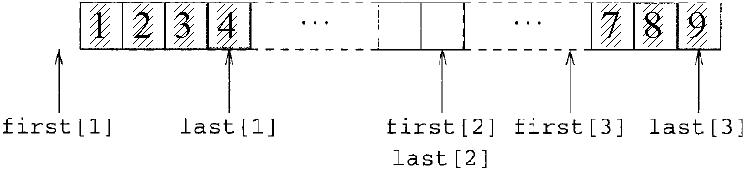 1 2 3 4 ... ... 7 8 9
first[1] last{1] first[2] first[3] last[3]
last[2]